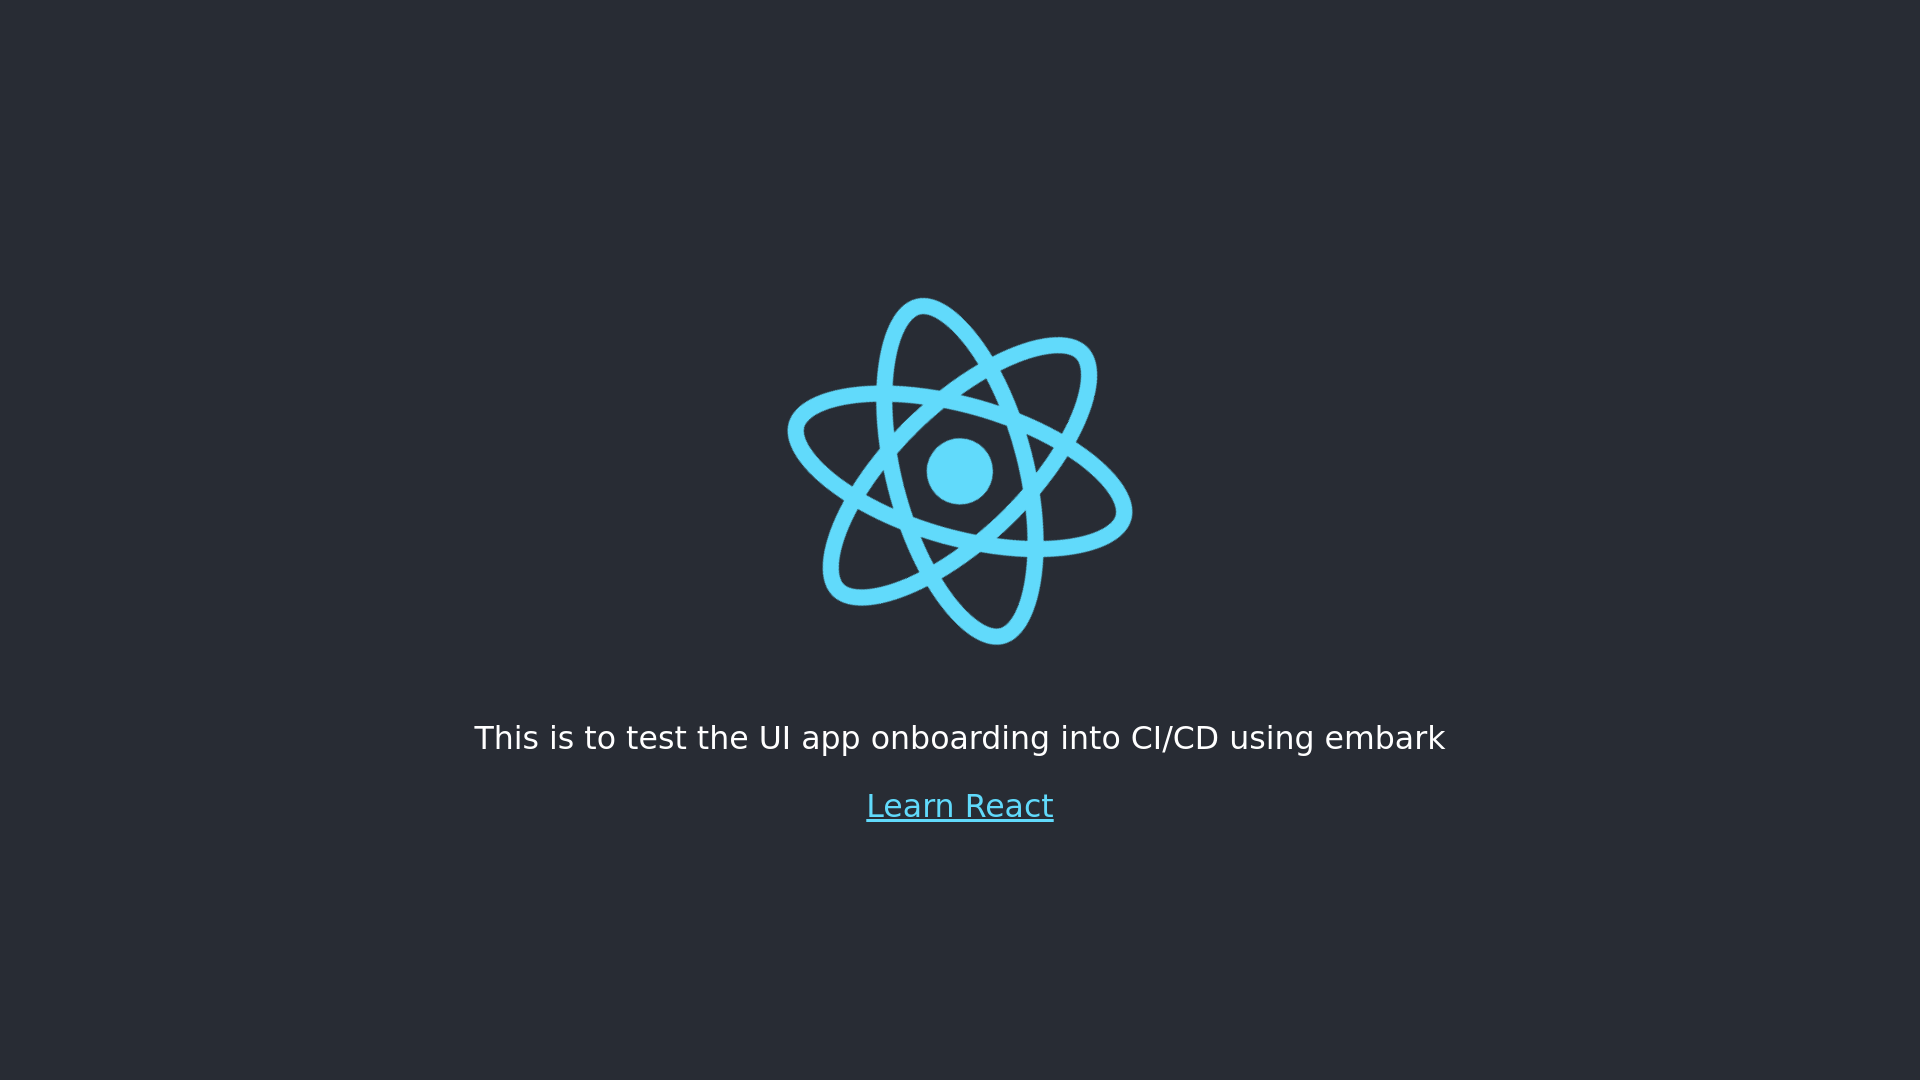 This is to test the UI app onboarding into CI/CD using embark
Learn React